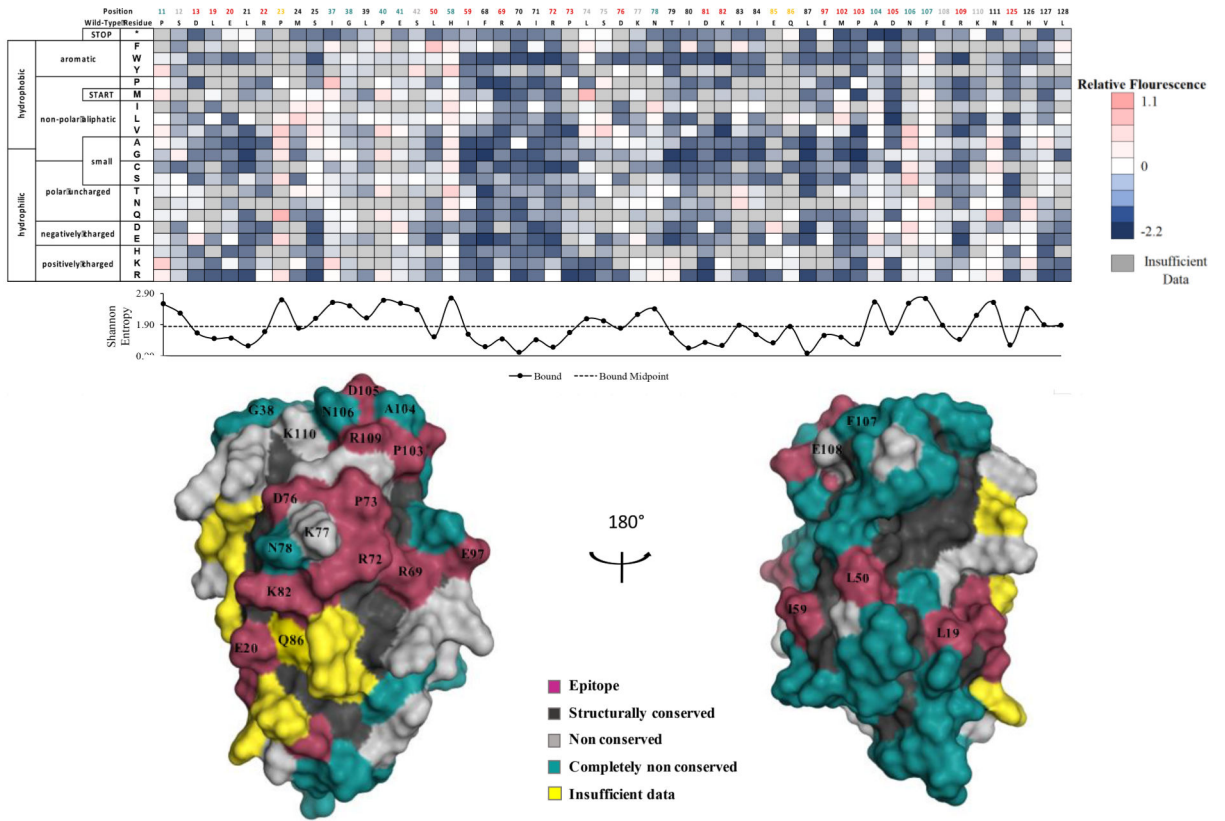 Position 11 12 13 19 20 21 22 23 24 25 37 38 39 40 41 42 50 58 59 68 69 70 71 72 73 74 75 76 77 78 79 80 81 82 83 84 85 86 87 97 102 103 104 105 106 107 108 109 110 111 125 126 127 128
Wild-Type Residue P S D L E L R P M S I G L P E S L H I F R A I R P L S D K N T I D K I I E Q L E M P A D N F E R K N E H V L
STOP *
F
aromatic W
Y
P
START M
I
non-polar aliphatic L
V
A
small G
C
S
polar uncharged T
N
Q
negatively charged D
E
H
positively charged K
R
hydrophobic
hydrophilic
Relative Flourescence
1.1
0
-2.2
Insufficient
Data
Shannon
Entropy
2.90
1.90
Bound
Bound Midpoint
D105
G38
N106
A104
K110
R109
P103
D76
P73
K77
N78
R72
R69
E97
K82
E20
Q86
180°
F107
E108
L50
I59
L19
Epitope
Structurally conserved
Non conserved
Completely non conserved
Insufficient data